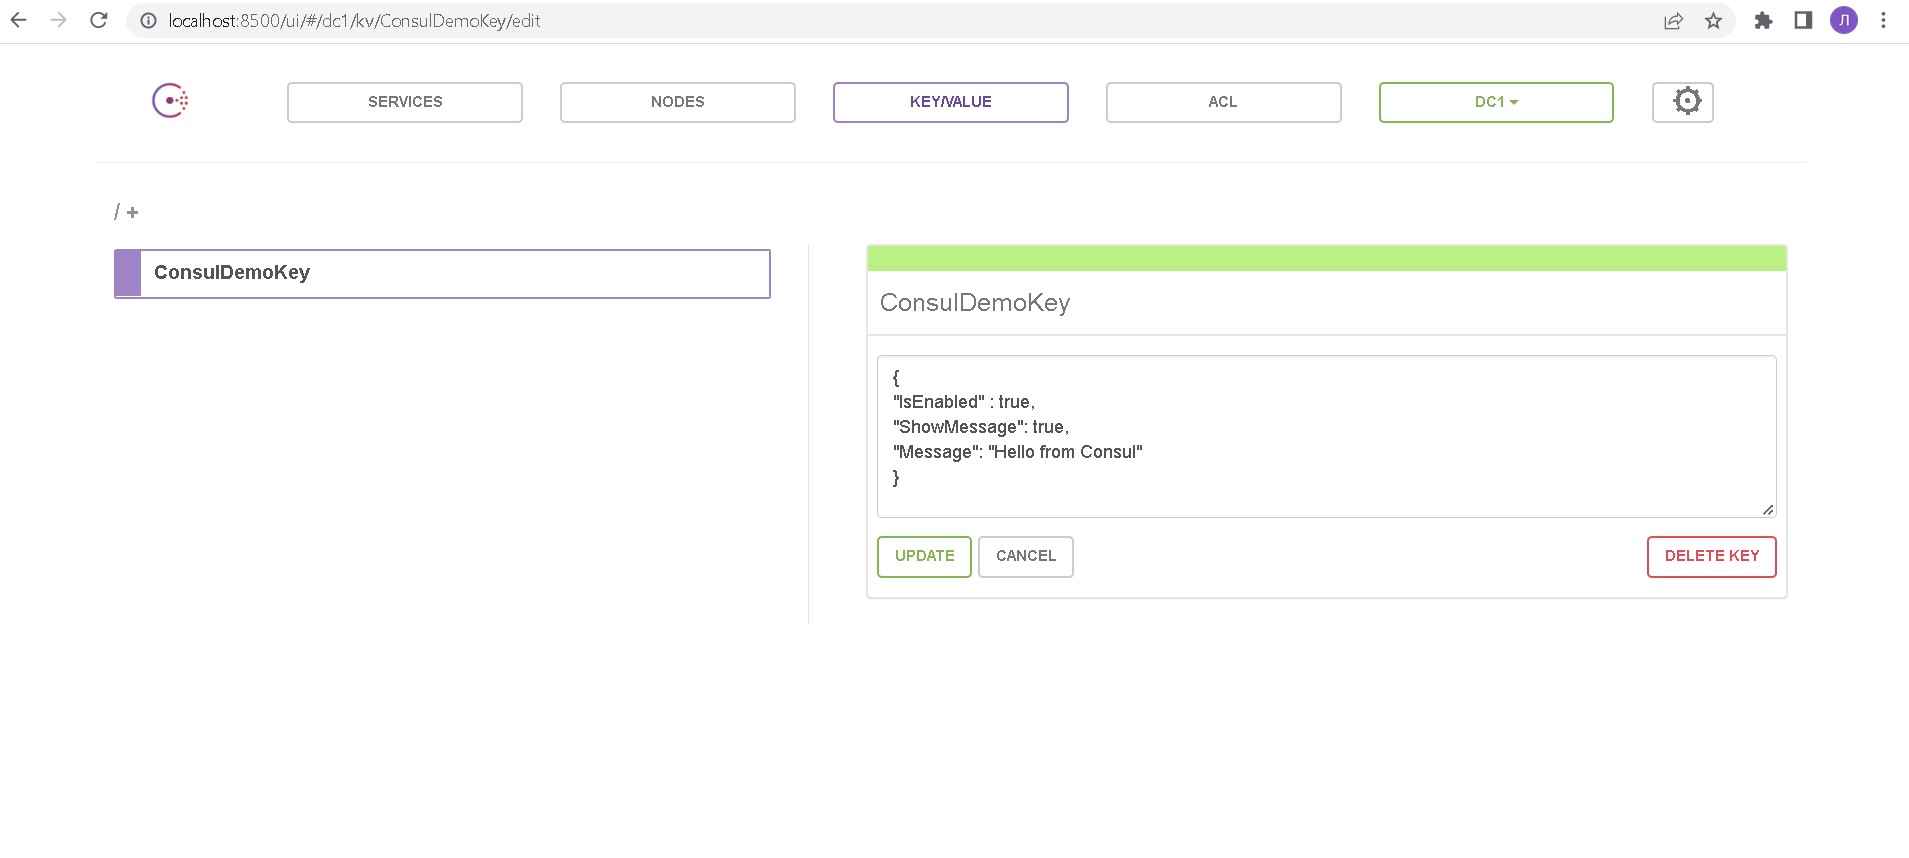 localhost:8500/ui/#/dc1/kv/ConsulDemoKey/edit
Л
SERVICES
NODES
KEY/VALUE
ACL
DC1
/ +
ConsulDemoKey
ConsulDemoKey
{
"IsEnabled" : true,
"ShowMessage": true,
"Message": "Hello from Consul"
}
UPDATE
CANCEL
DELETE KEY